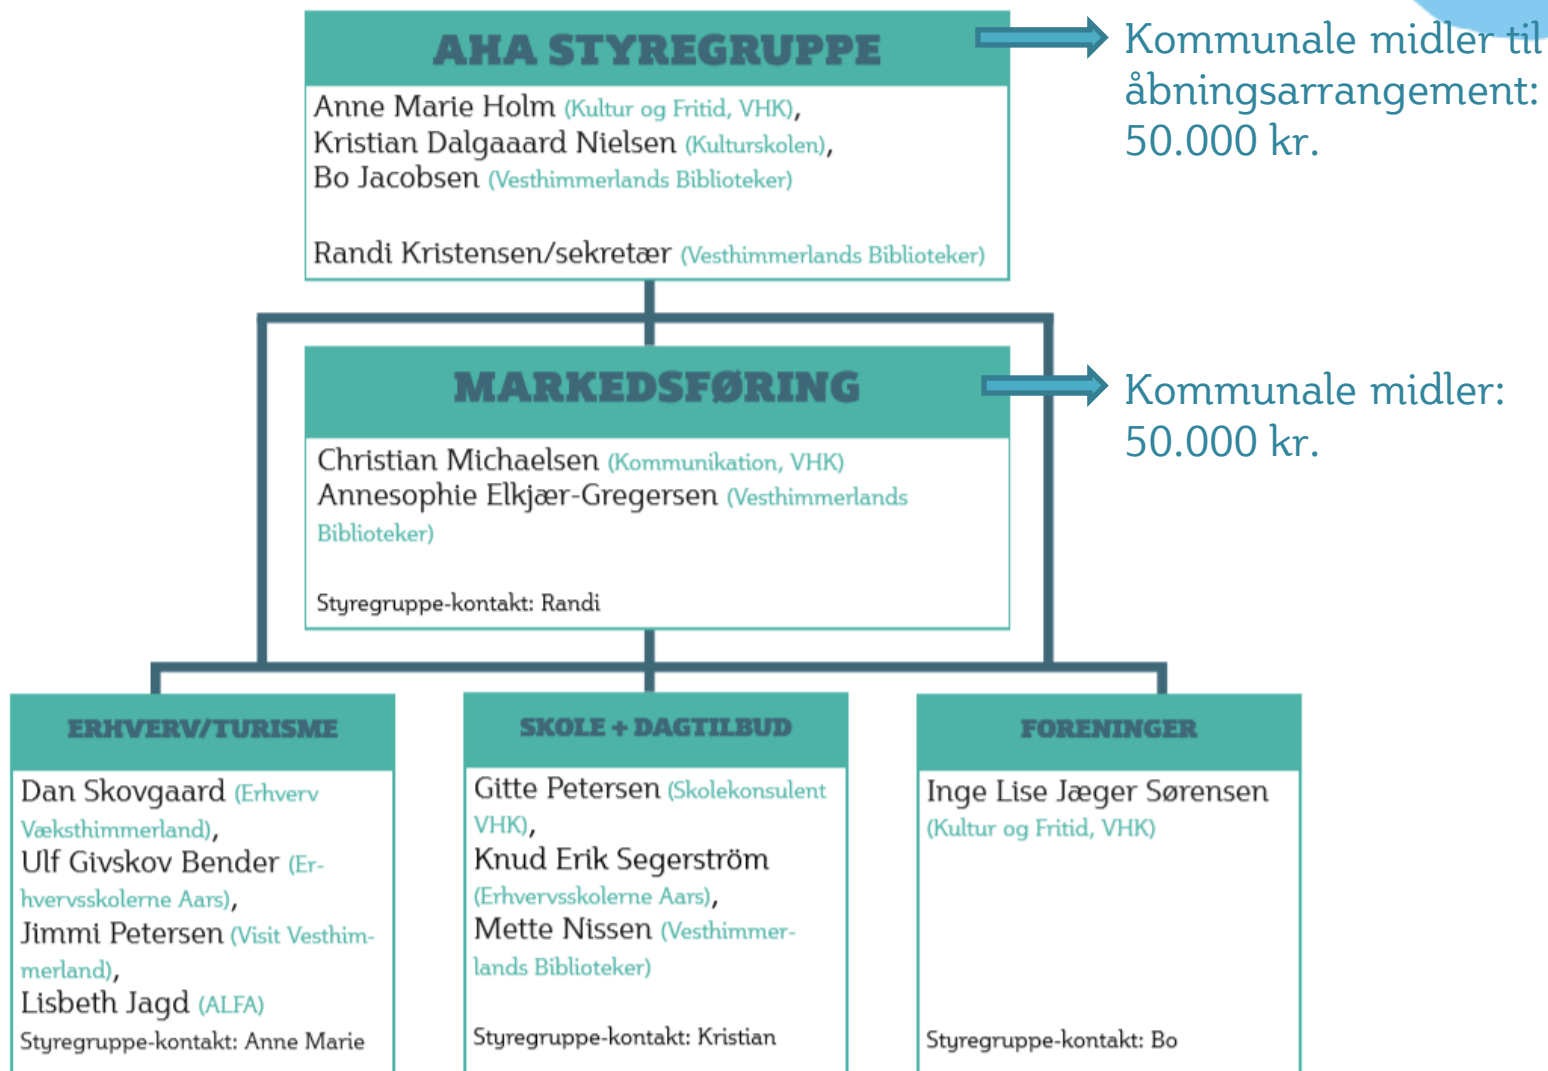 AHA STYREGRUPPE
Anne Marie Holm (Kultur og Fritid, VHK),
Kristian Dalgaaard Nielsen (Kulturskolen),
Bo Jacobsen (Vesthimmerlands Biblioteker)
Randi Kristensen/sekretær (Vesthimmerlands Biblioteker)
Kommunale midler til
åbningsarrangement:
50.000 kr.
MARKEDSFØRING
Christian Michaelsen (Kommunikation, VHK)
Annesophie Elkjær-Gregersen (Vesthimmerlands
Biblioteker)
Styregruppe-kontakt: Randi
Kommunale midler:
50.000 kr.
ERHVERV/TURISME
Dan Skovgaard (Erhverv
Væksthimmerland),
Ulf Givskov Bender (Er-
hvervsskolerne Aars),
Jimmi Petersen (Visit Vesthim-
merland),
Lisbeth Jagd (ALFA)
Styregruppe-kontakt: Anne Marie
SKOLE + DAGTILBUD
Gitte Petersen (Skolekonsulent
VHK),
Knud Erik Segerström
(Erhvervsskolerne Aars),
Mette Nissen (Vesthimmer-
lands Biblioteker)
Styregruppe-kontakt: Kristian
FORENINGER
Inge Lise Jæger Sørensen
(Kultur og Fritid, VHK)
Styregruppe-kontakt: Bo